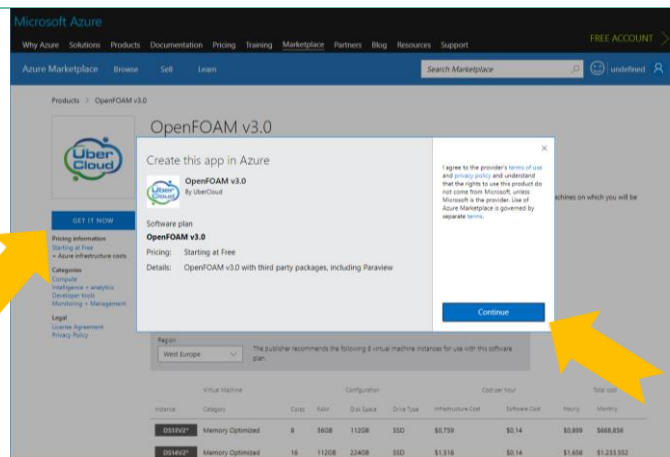 Microsoft Azure
FREE ACCOUNT
Why Azure Solutions Products Documentation Pricing Training Marketplace Partners Blog Resources Support
Azure Marketplace Browse Sell Learn
Search Marketplace
undefined
Products > OpenFOAM v3.0
OpenFOAM v3.0
Uber
Cloud
GET IT NOW
Pricing information
Starting at Free
+ Azure infrastructure costs
Categories
Compute
Intelligence + analytics
Developer tools
Monitoring + Management
Legal
License Agreement
Privacy Policy
Create this app in Azure
Uber
Cloud
OpenFOAM v3.0
By UberCloud
Software plan
OpenFOAM v3.0
Pricing: Starting at Free
Details: OpenFOAM v3.0 with third party packages, including Paraview
I agree to the provider's terms of use
and privacy policy and understand
that the rights to use this product do
not come from Microsoft, unless
Microsoft is the provider. Use of
Azure Marketplace is governed by
separate terms.
Continue
machines on which you will be
Region
West Europe
The publisher recommends the following 8 virtual machine instances for use with this software
plan.
Virtual Machine Configuration Cost per hour Total cost
Instance Category Cores RAM Disk Space Drive Type Infrastructure Cost Software Cost Hourly Monthly
DS13V2* Memory Optimized 8 56GB 112GB SSD $0,759 $0,14 $0,899 $668,856
DS14V2* Memory Optimized 16 112GB 224GB SSD $1,518 $0,14 $1,658 $1.233,552